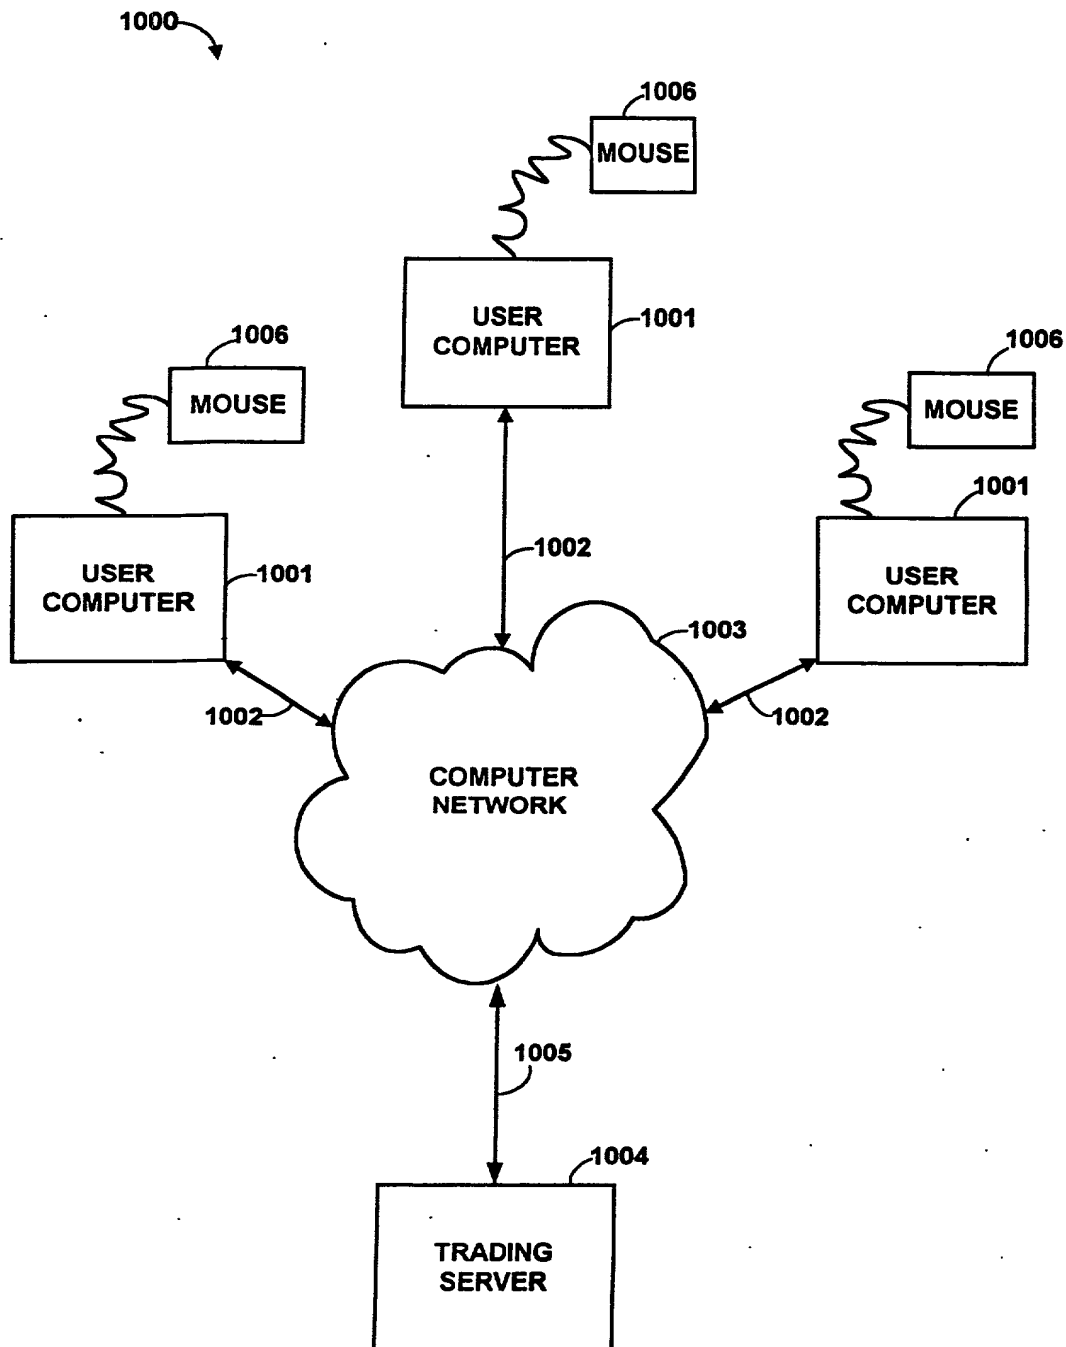 1000
1006
MOUSE
USER
COMPUTER
1001
1006
MOUSE
1006
MOUSE
USER
COMPUTER
1001
1002
1001
USER
COMPUTER
1003
1002
1002
COMPUTER
NETWORK
1005
1004
TRADING
SERVER